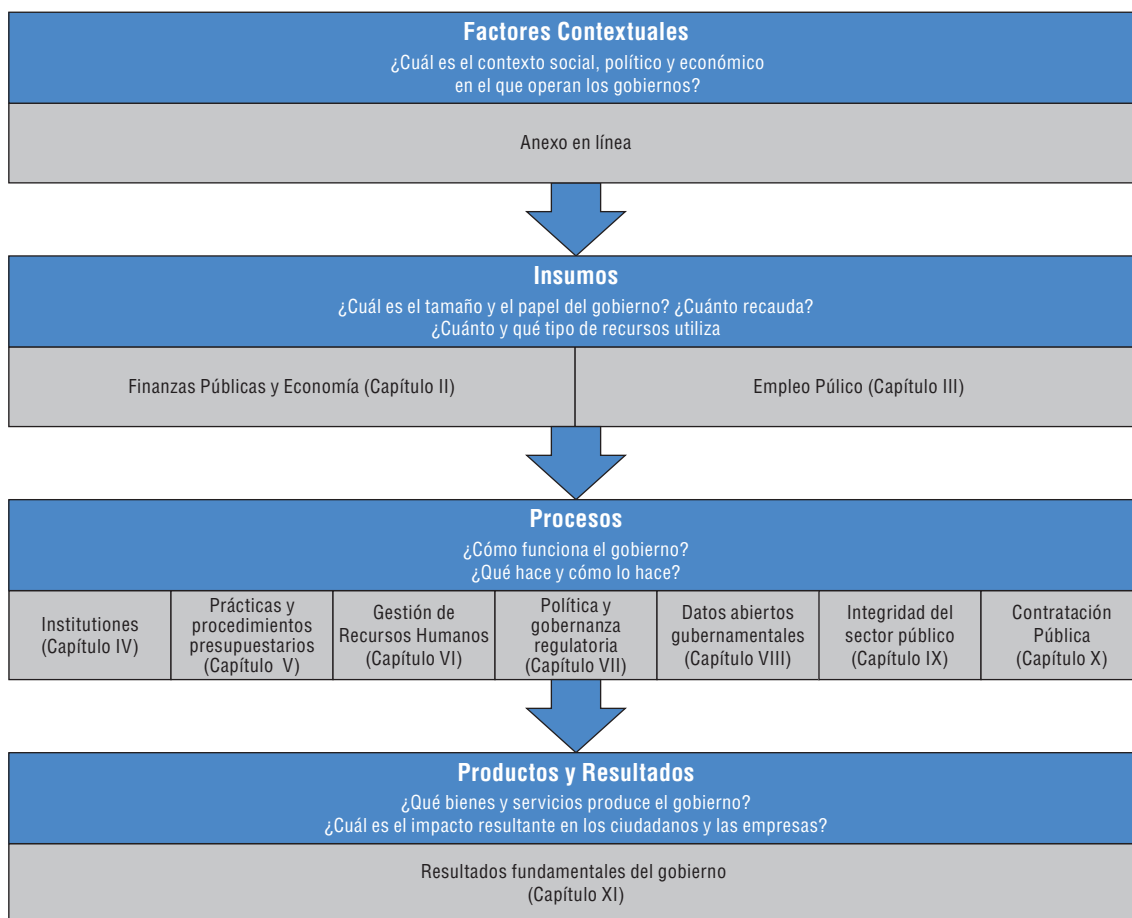 Factores Contextuales
¿Cuál es el contexto social, político y económico
en el que operan los gobiernos?
Anexo en línea
Insumos
¿Cuál es el tamaño y el papel del gobierno? ¿Cuánto recauda?
¿Cuánto y qué tipo de recursos utiliza
Finanzas Públicas y Economía (Capítulo II)
Empleo Púlico (Capítulo III)
Procesos
¿Cómo funciona el gobierno?
¿Qué hace y cómo lo hace?
Institutiones
(Capítulo IV)
Prácticas y
procedimientos
presupuestarios
(Capítulo V)
Gestión de
Recursos Humanos
(Capítulo VI)
Política y
gobernanza
regulatoria
(Capítulo VII)
Datos abiertos
gubernamentales
(Capítulo VIII)
Integridad del
sector público
(Capítulo IX)
Contratación
Pública
(Capítulo X)
Productos y Resultados
¿Qué bienes y servicios produce el gobierno?
¿Cuál es el impacto resultante en los ciudadanos y las empresas?
Resultados fundamentales del gobierno
(Capítulo XI)